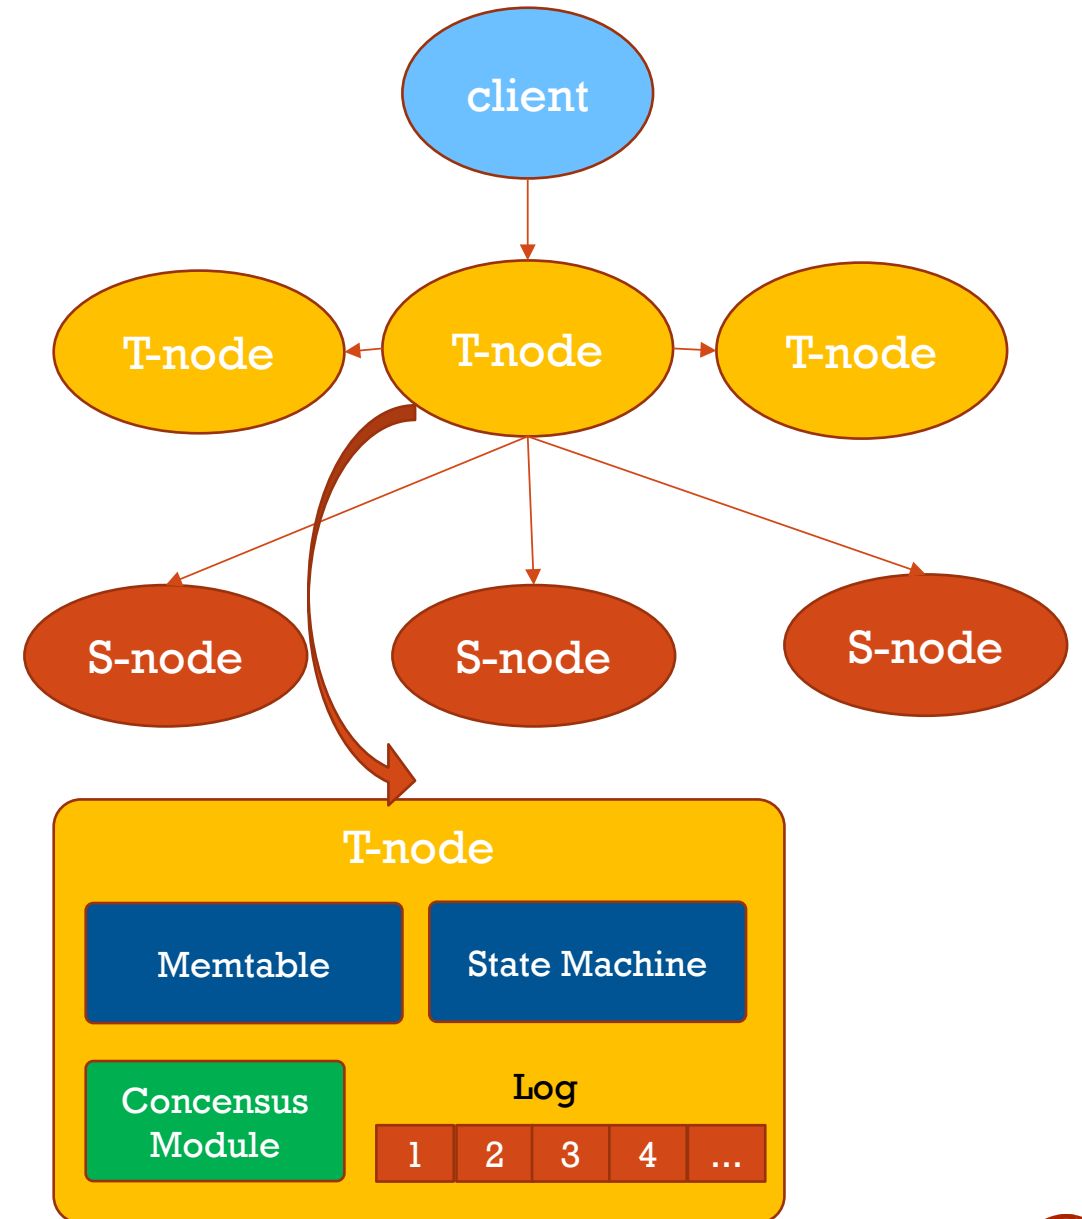 client
T-node
T-node
T-node
S-node
S-node
S-node
T-node
Memtable
State Machine
Concensus
Module
Log
1 2 3 4 ...